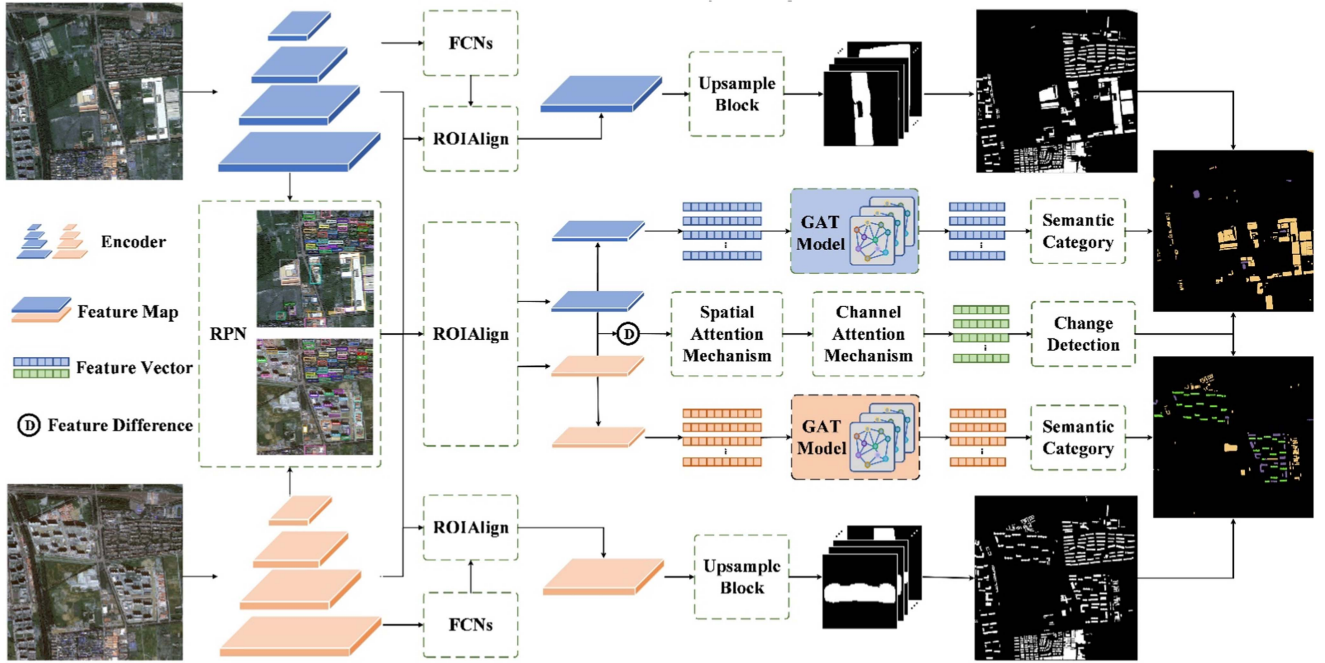 FCNs
Upsample
Block
ROIAlign
GAT
Model
Semantic
Category
Encoder
Feature Map
RPN
ROIAlign
Spatial
Attention
Mechanism
Channel
Attention
Mechanism
Change
Detection
D
Feature Vector
D
Feature Difference
GAT
Model
Semantic
Category
ROIAlign
Upsample
Block
FCNs